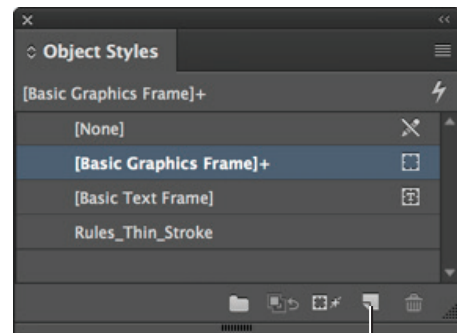 Object Styles
[Basic Graphics Frame]+
[None]
[Basic Graphics Frame]+
[Basic Text Frame]
Rules_Thin_Stroke